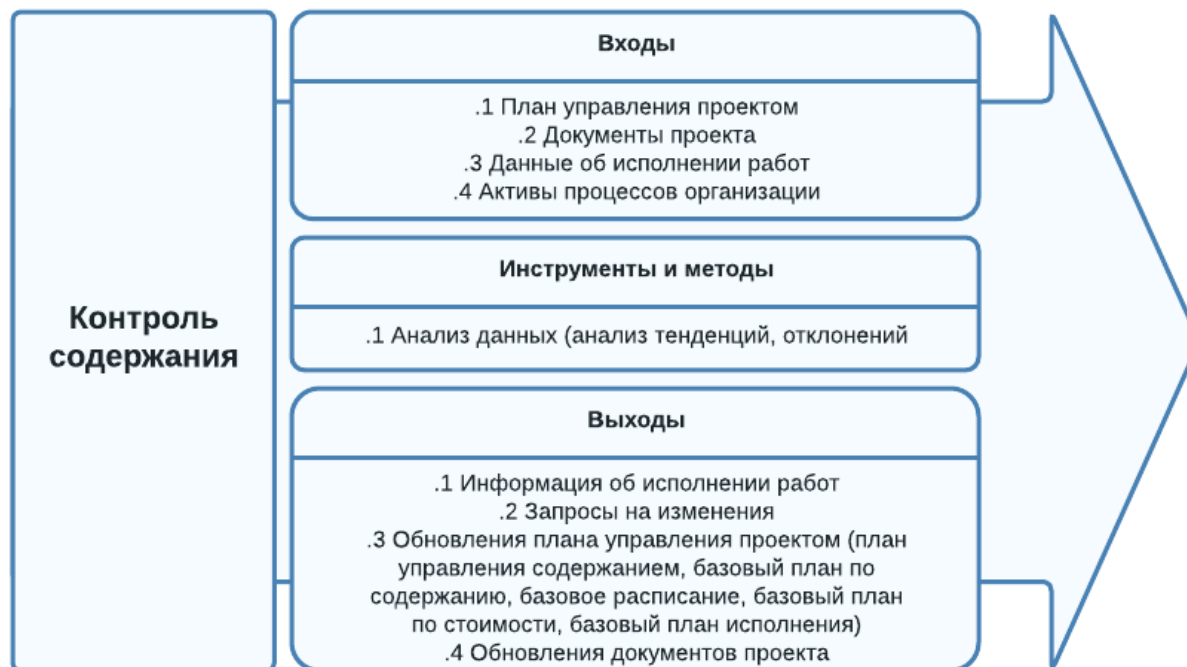 Контроль
содержания
Входы
.1 План управления проектом
.2 Документы проекта
.3 Данные об исполнении работ
.4 Активы процессов организации
Инструменты и методы
.1 Анализ данных (анализ тенденций, отклонений
Выходы
.1 Информация об исполнении работ
.2 Запросы на изменения
.3 Обновления плана управления проектом (план
управления содержанием, базовый план по
содержанию, базовое расписание, базовый план
по стоимости, базовый план исполнения)
.4 Обновления документов проекта